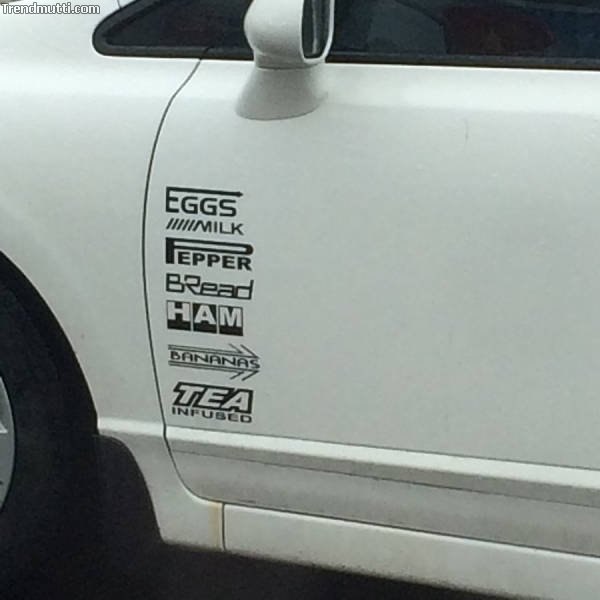 Trendmutti.com
EGGS
MILK
PEPPER
BRead
HAM
BANANAS
TEA
INFUSED